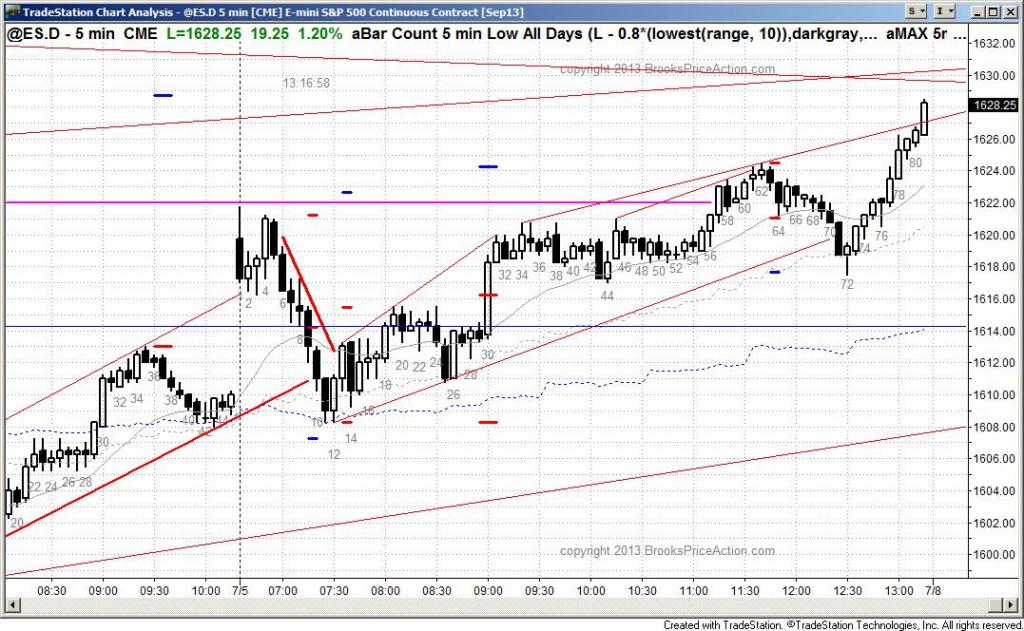 TradeStation Chart Analysis - @ES.D 5 min [CME] E-mini S&P 500 Continuous Contract [Sep13]
S I
@ES.D - 5 min CME L=1628.25 19.25 1.20% aBar Count 5 min Low All Days (L - 0.8*(lowest(range, 10)),darkgray,... aMAX 5 ...
1632.00
copyright 2013 BrooksPriceAction.com
1630.00
13:16:58
1628.25
1626.00
80
1624.00
62
78
1622.00
60
58 66 68
64 70 76
1620.00
74
56
54
32 34 36 38 40 42 46 48 50 52
1618.00
72
44
2 4 6
1616.00
1614.00
8
30
20 22 24
1612.00
36 28
18
32 34 38 26
1610.00
16
40 42 44
10
1608.00
14
30
12
1606.00
22 24 26 28
1604.00
20
1602.00
copyright 2013 BrooksPriceAction.com
1600.00
08:30 09:00 09:30 10:00 7/5 07:00 07:30 08:00 08:30 09:00 09:30 10:00 10:30 11:00 11:30 12:00 12:30 13:00 7/8
Created with TradeStation. ©TradeStation Technologies, Inc. All rights reserved.